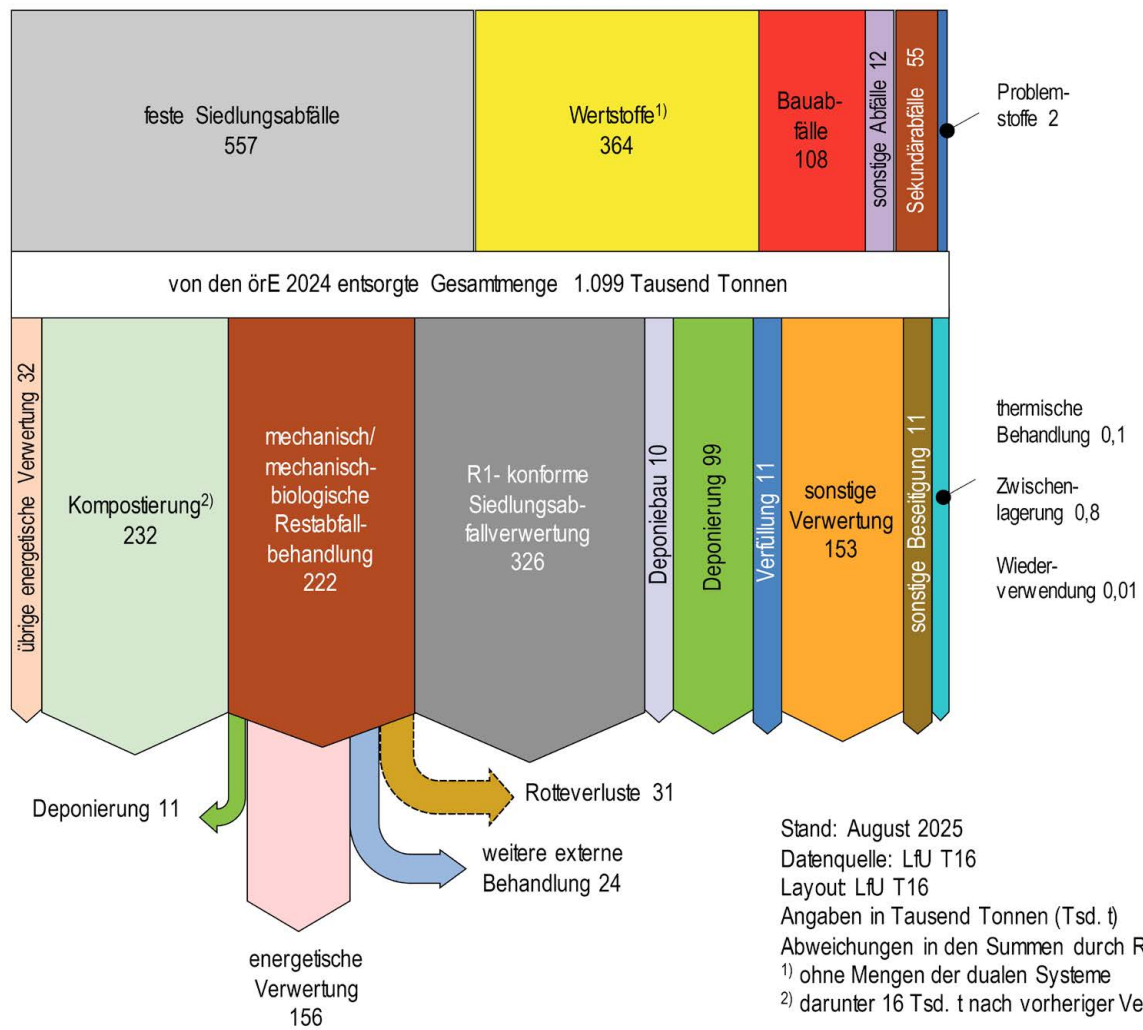 feste Siedlungsabfälle
557
Wertstoffe1)
364
Bauab-
fälle
108
sonstige Abfälle 12
Sekundärabfälle 55
Problem-
stoffe 2
von den örE 2024 entsorgte Gesamtmenge 1.099 Tausend Tonnen
übrige energetische Verwertung 32
Kompostierung2)
232
mechanisch/
mechanisch-
biologische
Restabfall-
behandlung
222
R1- konforme
Siedlungsab-
fallverwertung
326
Deponiebau 10
Deponierung 99
Verfüllung 11
sonstige
Verwertung
153
sonstige Beseitigung 11
thermische
Behandlung 0,1
Zwischen-
lagerung 0,8
Wieder-
verwendung 0,01
Deponierung 11
Rotteverluste 31
weitere externe
Behandlung 24
energetische
Verwertung
156
Stand: August 2025
Datenquelle: LfU T16
Layout: LfU T16
Angaben in Tausend Tonnen (Tsd. t)
Abweichungen in den Summen durch R
1) ohne Mengen der dualen Systeme
2) darunter 16 Tsd. t nach vorheriger Ve